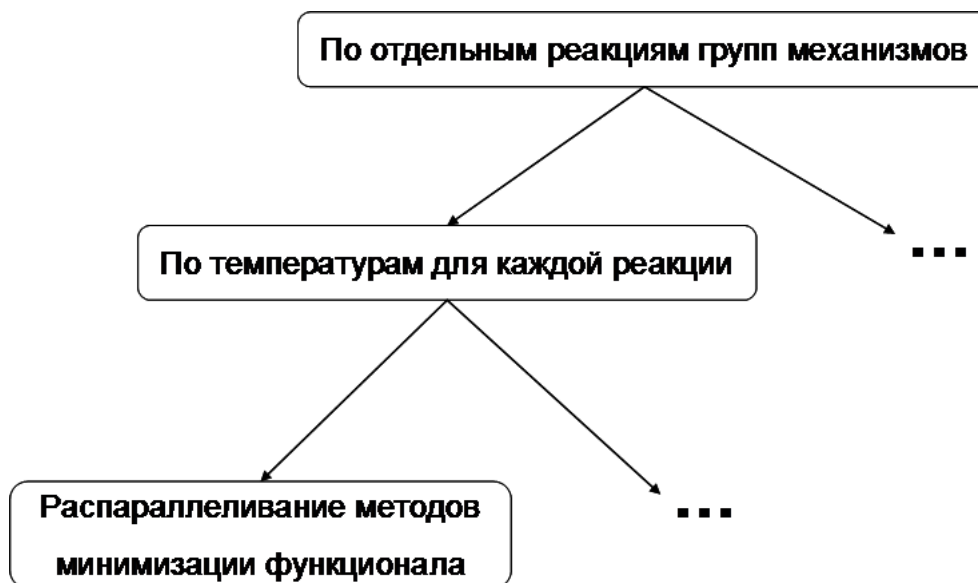 По отдельным реакциям групп механизмов
По температурам для каждой реакции
...
Распараллеливание методов
минимизации функционала
...